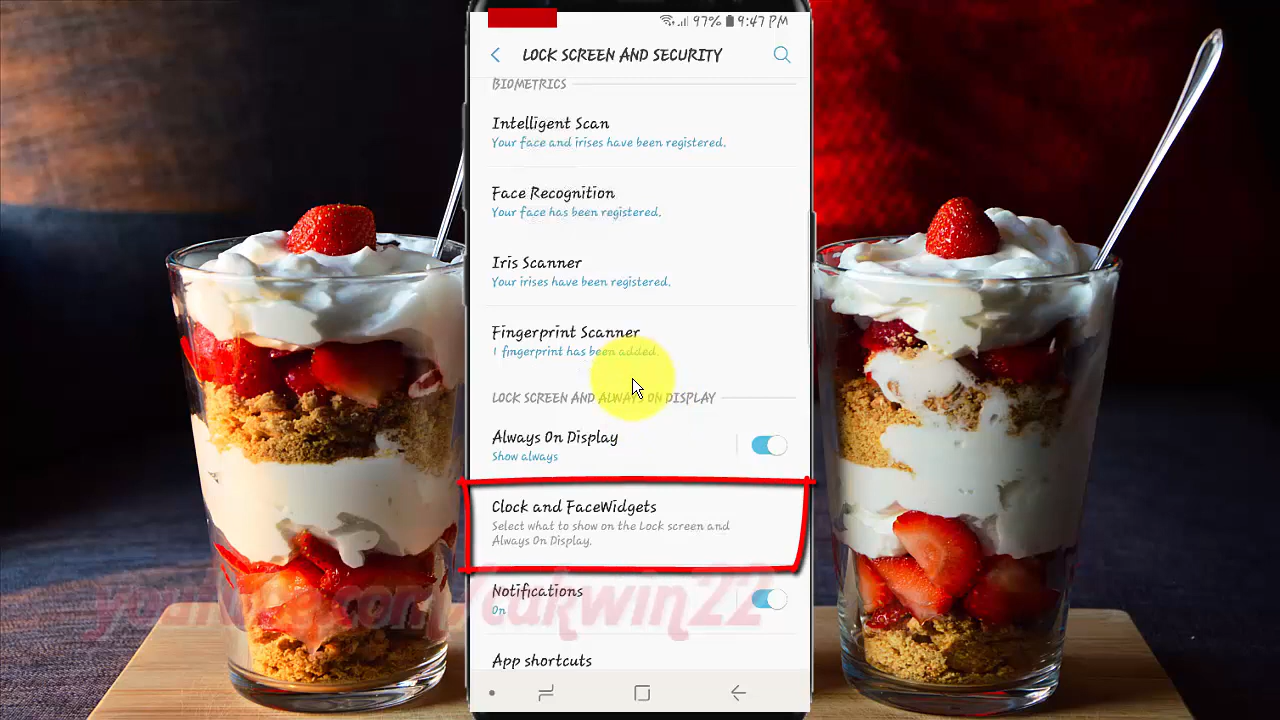 97% 9:47 PM
LOCK SCREEN AND SECURITY
BIOMETRICS
Intelligent Scan
Your face and irises have been registered.
Face Recognition
Your face has been registered.
Iris Scanner
Your irises have been registered.
Fingerprint Scanner
1 fingerprint has been added.
LOCK SCREEN AND ALWAYS ON DISPLAY
Always On Display
Show always
Clock and FaceWidgets
Select what to show on the Lock screen and
Always On Display.
Notifications
On
App shortcuts